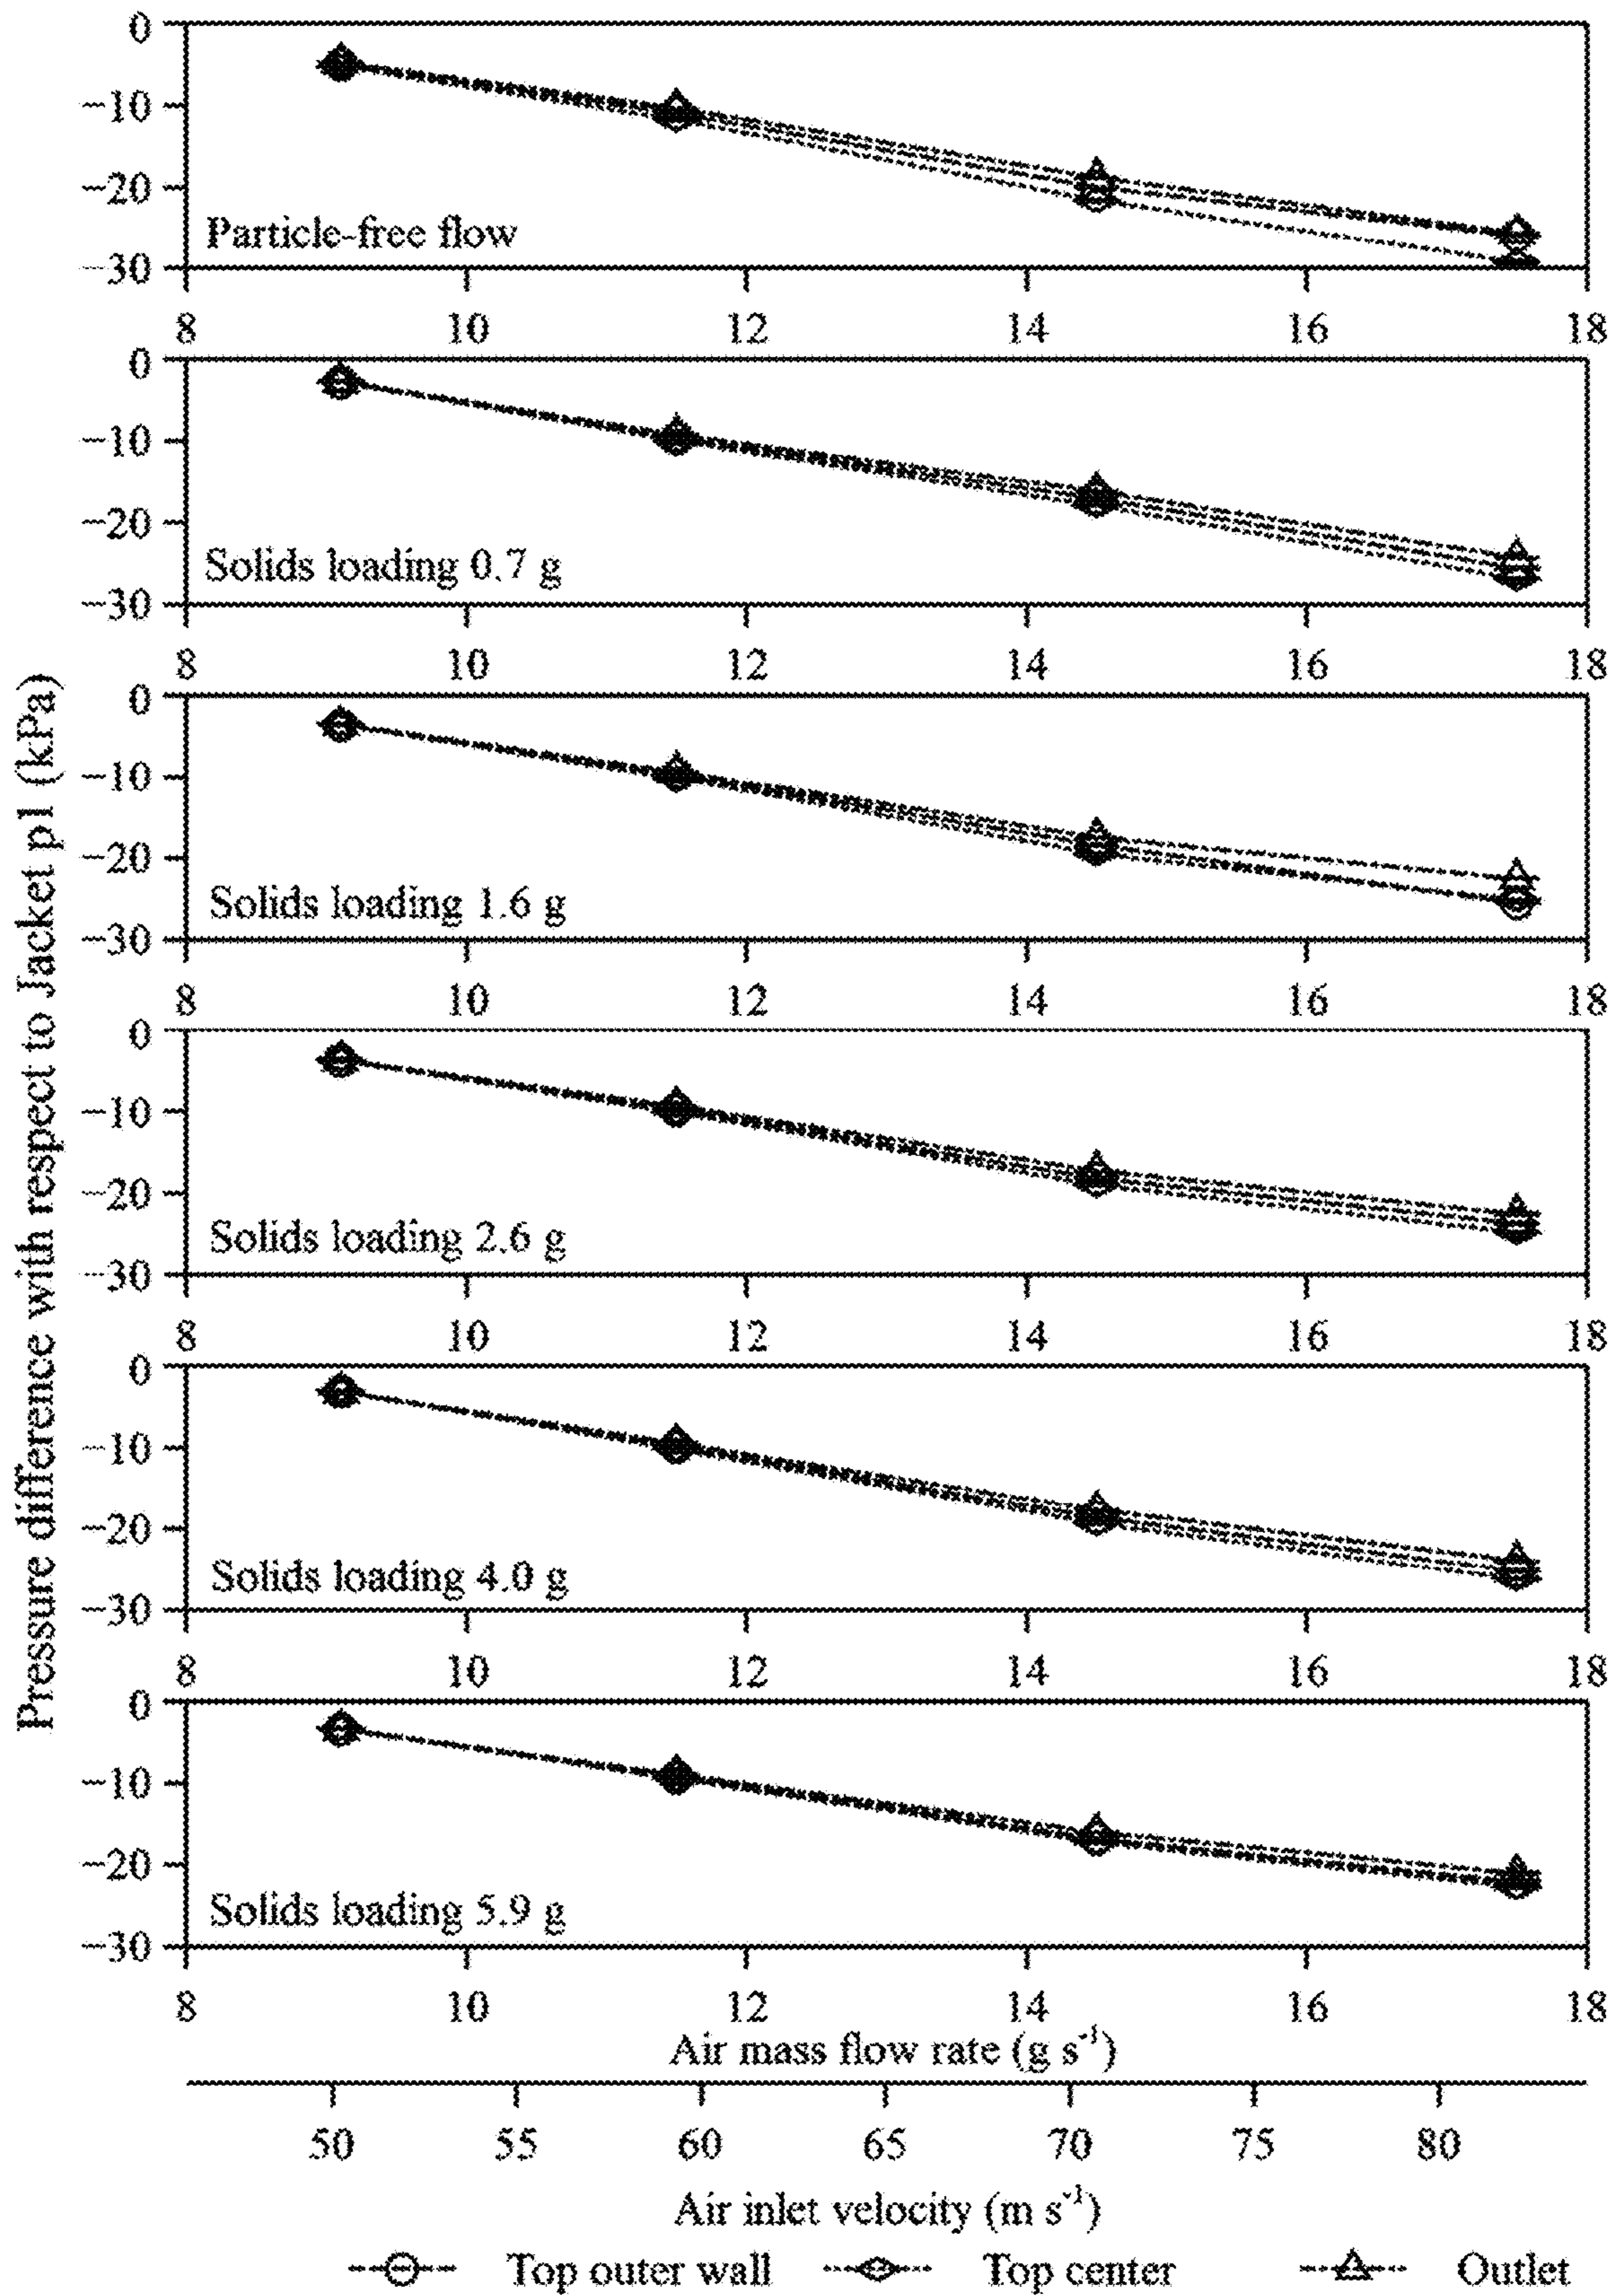 0
−10
−20
−30
Particle-free flow
8 10 12 14 16 18
0
−10
−20
−30
Solids loading 0.7 g
8 10 12 14 16 18
0
−10
−20
−30
Solids loading 1.6 g
8 10 12 14 16 18
0
−10
−20
−30
Solids loading 2.6 g
8 10 12 14 16 18
0
−10
−20
−30
Solids loading 4.0 g
8 10 12 14 16 18
0
−10
−20
−30
Solids loading 5.9 g
8 10 12 14 16 18
Pressure difference with respect to Jacket p1 (kPa)
Air mass flow rate (g s⁻¹)
50 55 60 65 70 75 80
Air inlet velocity (m s⁻¹)
Top outer wall Top center Outlet